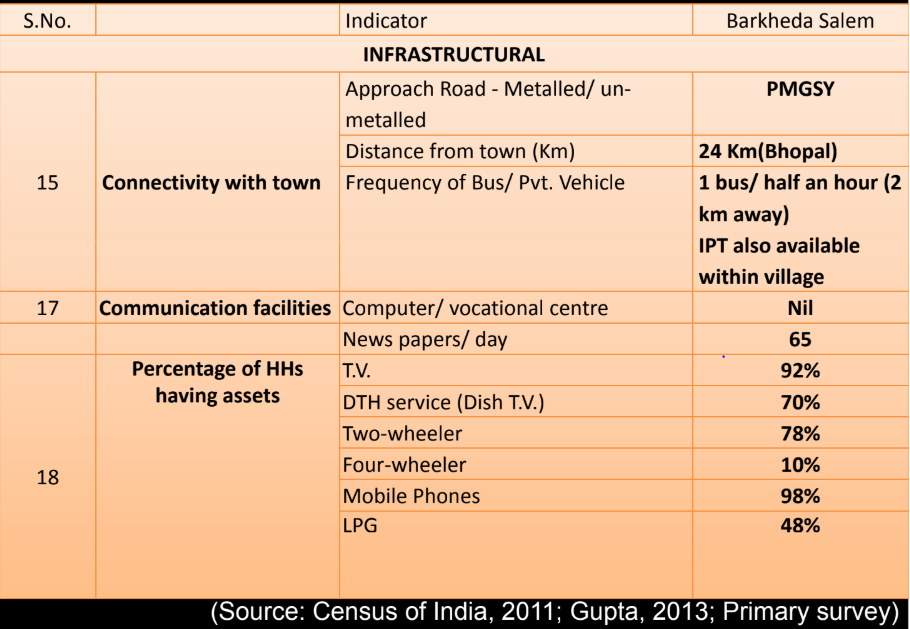 S.No. Indicator Barkheda Salem
INFRASTRUCTURAL
15 Connectivity with town Approach Road - Metalled/ un-
metalled PMGSY
Distance from town (Km) 24 Km(Bhopal)
Frequency of Bus/ Pvt. Vehicle 1 bus/ half an hour (2
km away)
IPT also available
within village
17 Communication facilities Computer/ vocational centre Nil
News papers/ day 65
18 Percentage of HHs
having assets T.V. 92%
DTH service (Dish T.V.) 70%
Two-wheeler 78%
Four-wheeler 10%
Mobile Phones 98%
LPG 48%
(Source: Census of India, 2011; Gupta, 2013; Primary survey)